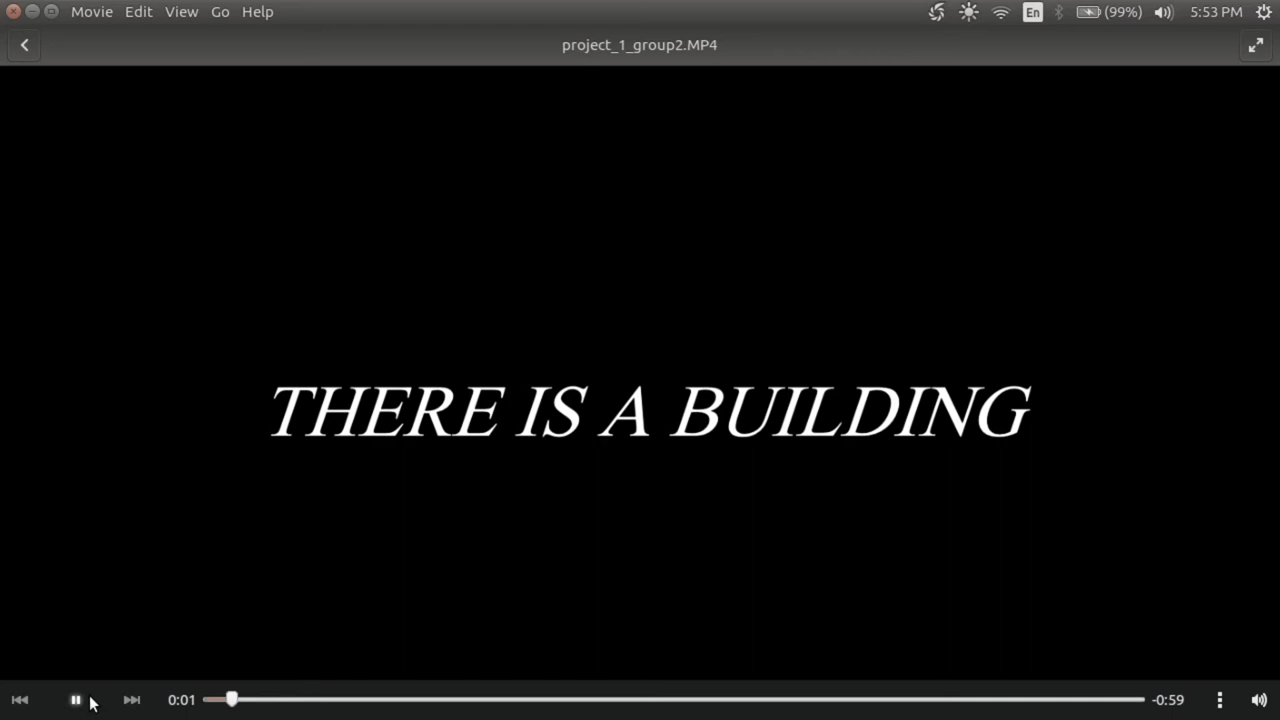 Movie Edit View Go Help En (99%) 5:53 PM
project_1_group2.MP4
THERE IS A BUILDING
0:01 -0:59